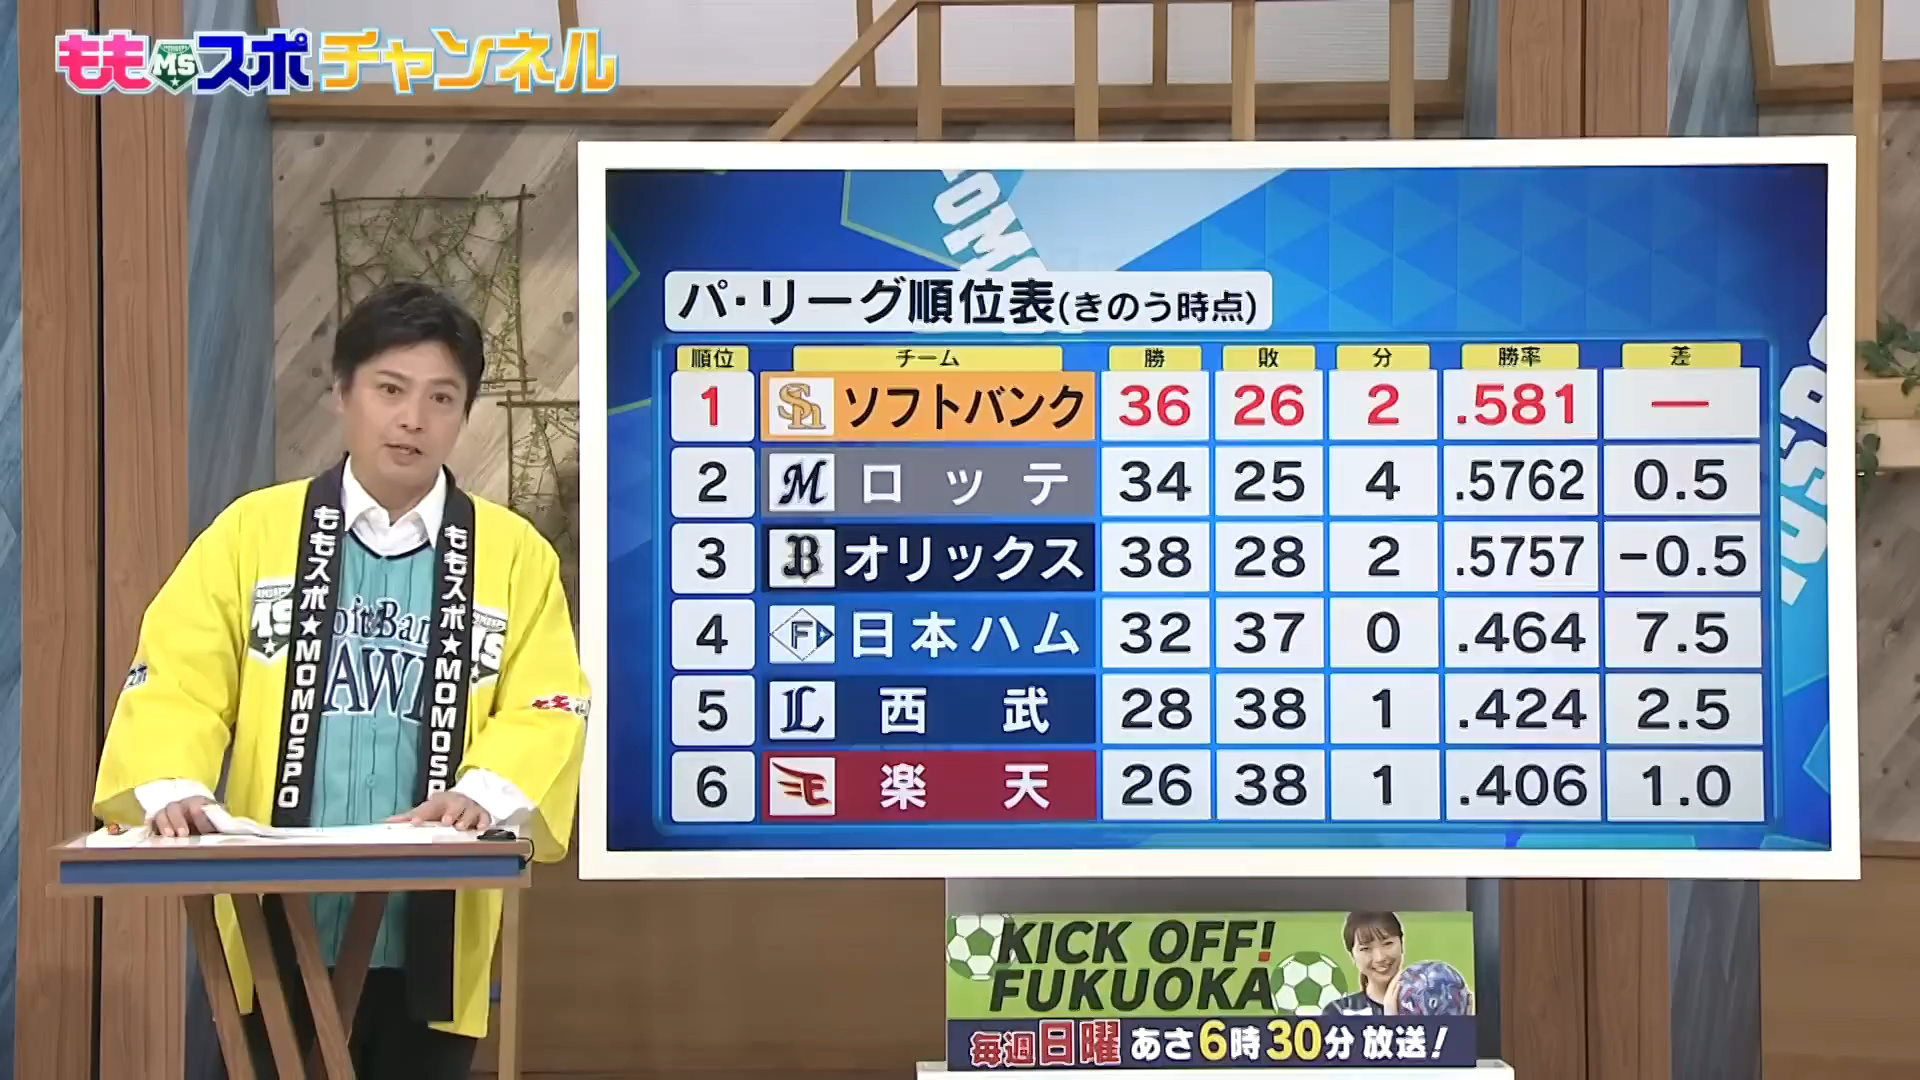 ももMSスポチャンネル
パ・リーグ順位表(きのう時点)
順位 チーム 勝 敗 分 勝率 差
1 ソフトバンク 36 26 2 .581 ―
2 M ロッテ 34 25 4 .5762 0.5
3 B オリックス 38 28 2 .5757 -0.5
4 F 日本ハム 32 37 0 .464 7.5
5 L 西武 28 38 1 .424 2.5
6 E 楽天 26 38 1 .406 1.0
ももスポ★MOMOSPO
ももスポ★MOMOSP
MS
MS
KICK OFF!
FUKUOKA
毎週日曜 あさ6時30分 放送!